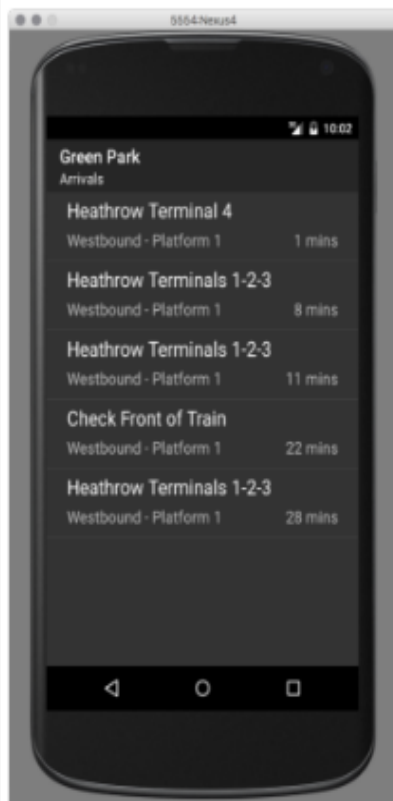 5554:Nexus4
10:02
Green Park
Arrivals
Heathrow Terminal 4
Westbound - Platform 1 1 mins
Heathrow Terminals 1-2-3
Westbound - Platform 1 8 mins
Heathrow Terminals 1-2-3
Westbound - Platform 1 11 mins
Check Front of Train
Westbound - Platform 1 22 mins
Heathrow Terminals 1-2-3
Westbound - Platform 1 28 mins